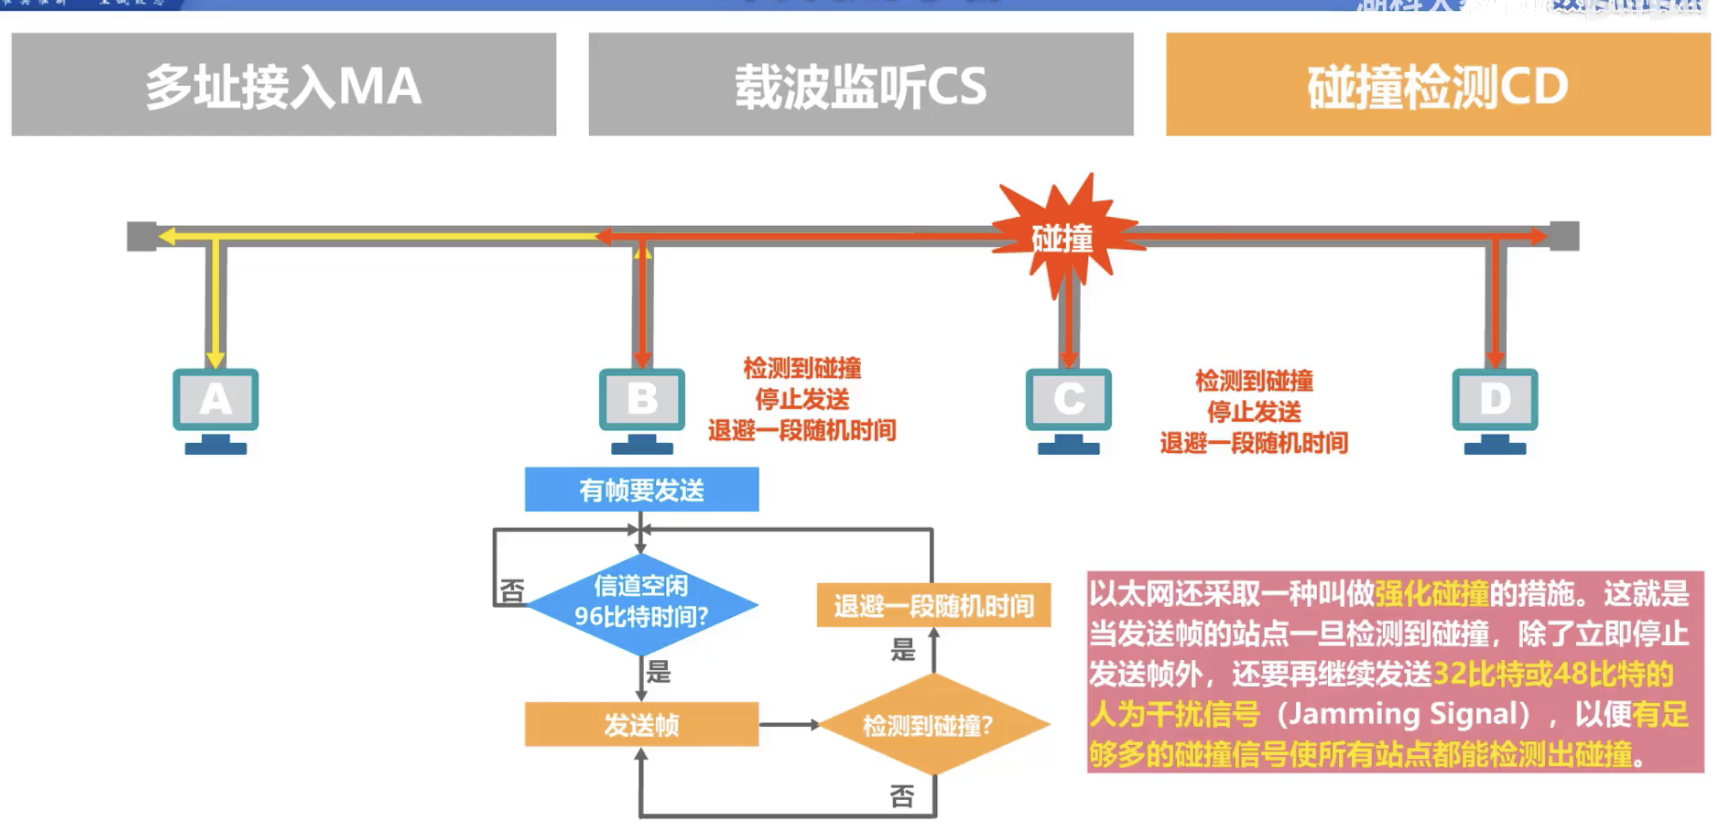 多址接入MA
载波监听CS
碰撞检测CD
碰撞
A
B
C
D
检测到碰撞
停止发送
退避一段随机时间
检测到碰撞
停止发送
退避一段随机时间
有帧要发送
信道空闲
96比特时间?
否
是
发送帧
检测到碰撞?
是
否
退避一段随机时间
以太网还采取一种叫做强化碰撞的措施。这就是
当发送帧的站点一旦检测到碰撞，除了立即停止
发送帧外，还要再继续发送32比特或48比特的
人为干扰信号（Jamming Signal），以便有足
够多的碰撞信号使所有站点都能检测出碰撞。